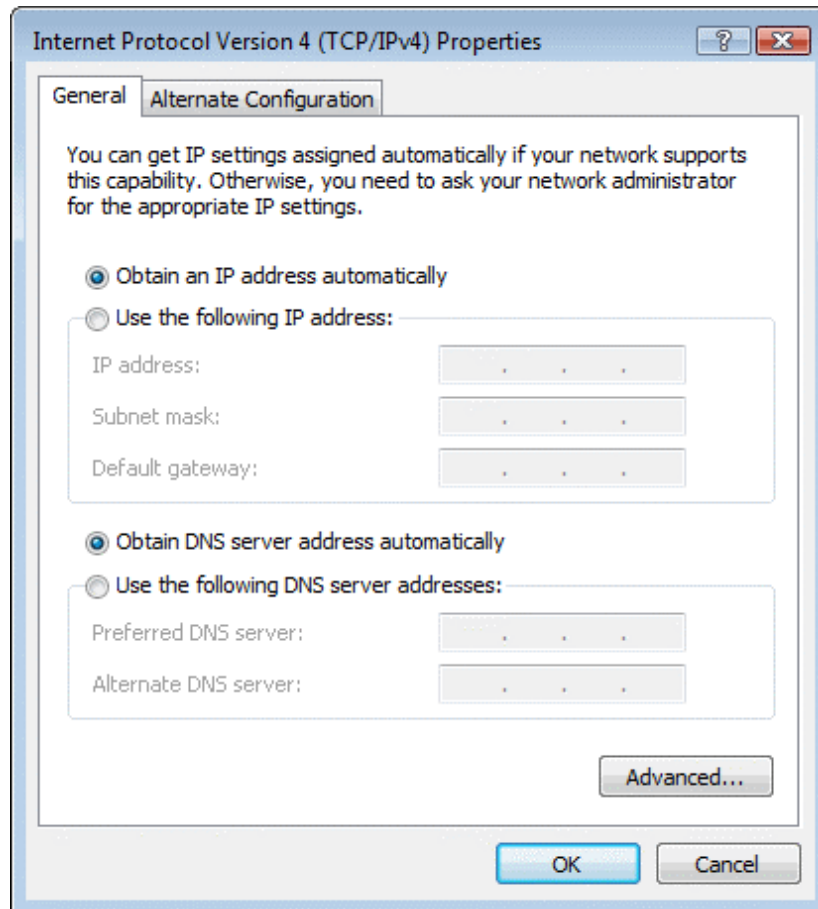 Internet Protocol Version 4 (TCP/IPv4) Properties
General
Alternate Configuration
You can get IP settings assigned automatically if your network supports
this capability. Otherwise, you need to ask your network administrator
for the appropriate IP settings.
Obtain an IP address automatically
Use the following IP address:
IP address:
Subnet mask:
Default gateway:
Obtain DNS server address automatically
Use the following DNS server addresses:
Preferred DNS server:
Alternate DNS server:
Advanced...
OK
Cancel